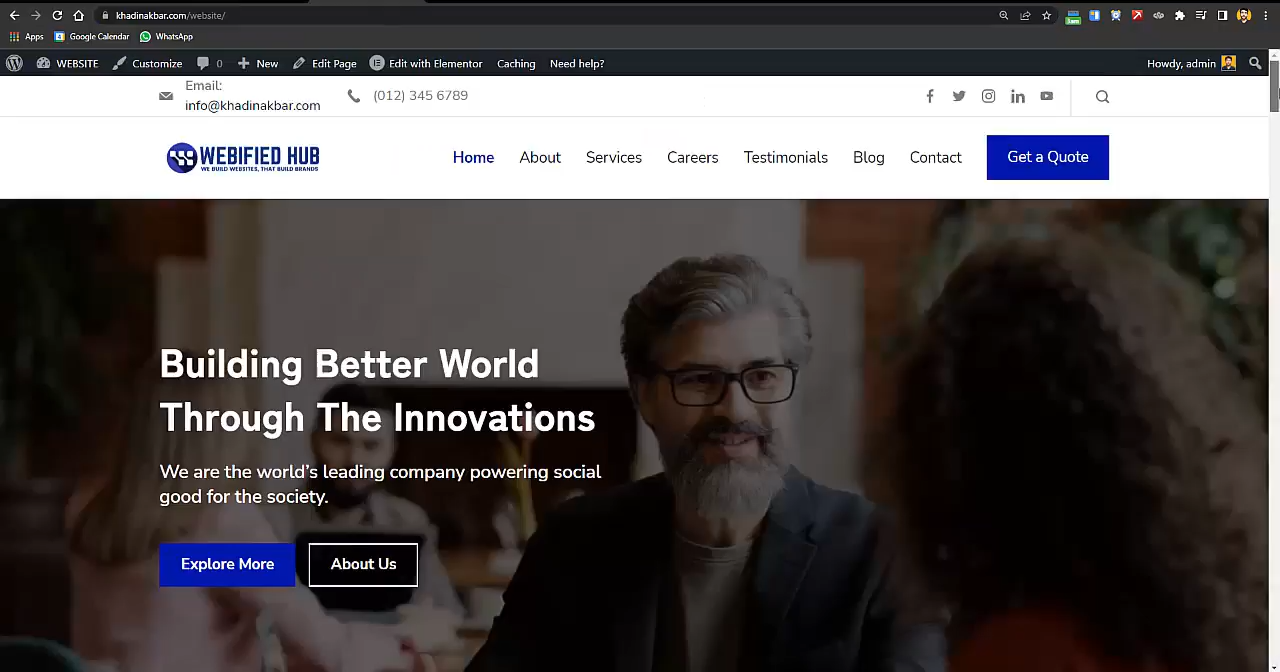 khadinakbar.com/website/
Apps Google Calendar WhatsApp
WEBSITE Customize 0 New Edit Page Edit with Elementor Caching Need help? Howdy, admin
Email:
info@khadinakbar.com (012) 345 6789
WEBIFIED HUB
WE BUILD WEBSITES, THAT BUILD BRANDS
Home About Services Careers Testimonials Blog Contact Get a Quote
Building Better World
Through The Innovations
We are the world's leading company powering social
good for the society.
Explore More About Us